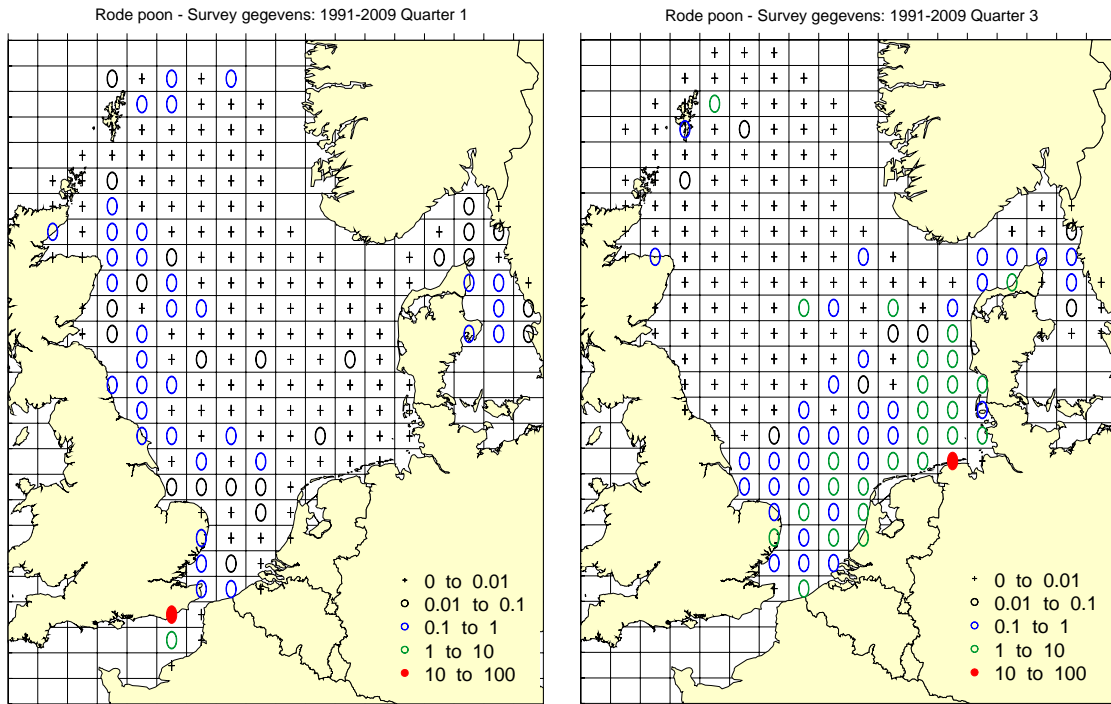 Rode poon - Survey gegevens: 1991-2009 Quarter 1
0 to 0.01
0.01 to 0.1
0.1 to 1
1 to 10
10 to 100
Rode poon - Survey gegevens: 1991-2009 Quarter 3
0 to 0.01
0.01 to 0.1
0.1 to 1
1 to 10
10 to 100